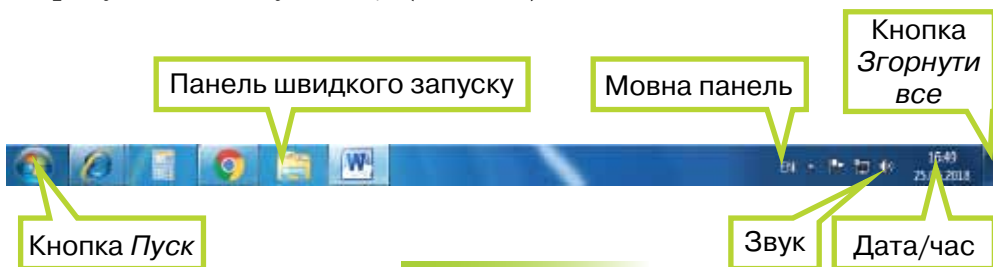 Кнопка
Згорнути
все
Панель швидкого запуску
Мовна панель
EN
16:49
Кнопка Пуск
Звук
Дата/час